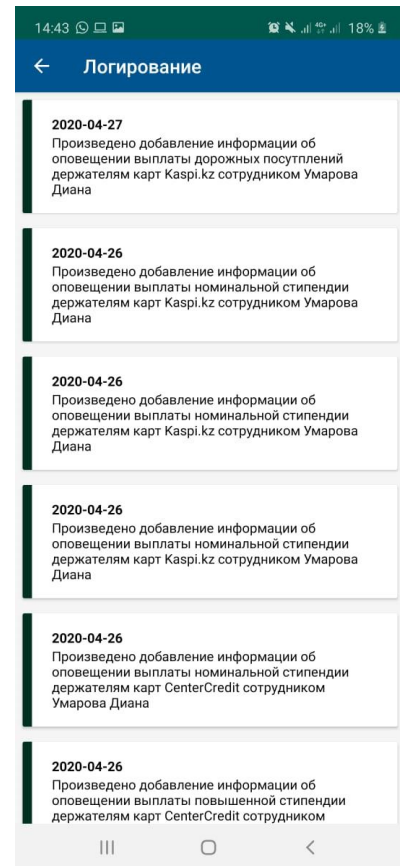 14:43 18%
Логирование
2020-04-27
Произведено добавление информации об
оповещении выплаты дорожных посутплений
держателям карт Kaspi.kz сотрудником Умарова
Диана
2020-04-26
Произведено добавление информации об
оповещении выплаты номинальной стипендии
держателям карт Kaspi.kz сотрудником Умарова
Диана
2020-04-26
Произведено добавление информации об
оповещении выплаты номинальной стипендии
держателям карт Kaspi.kz сотрудником Умарова
Диана
2020-04-26
Произведено добавление информации об
оповещении выплаты номинальной стипендии
держателям карт Kaspi.kz сотрудником Умарова
Диана
2020-04-26
Произведено добавление информации об
оповещении выплаты номинальной стипендии
держателям карт CenterCredit сотрудником
Умарова Диана
2020-04-26
Произведено добавление информации об
оповещении выплаты повышенной стипендии
держателям карт CenterCredit сотрудником